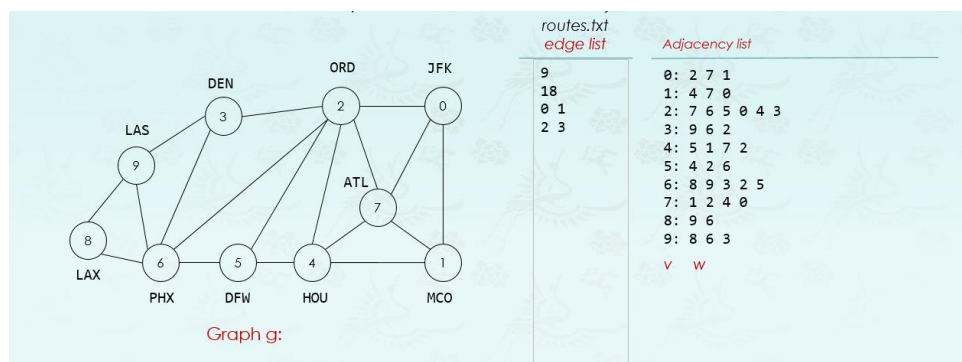 routes.txt
edge list
Adjacency list
9
18
0 1
2 3
0: 2 7 1
1: 4 7 0
2: 7 6 5 0 4 3
3: 9 6 2
4: 5 1 7 2
5: 4 2 6
6: 8 9 3 2 5
7: 1 2 4 0
8: 9 6
9: 8 6 3
v w
ORD
JFK
DEN
2
0
3
LAS
9
ATL
7
8
LAX
6
5
4
1
PHX
DFW
HOU
MCO
Graph g: